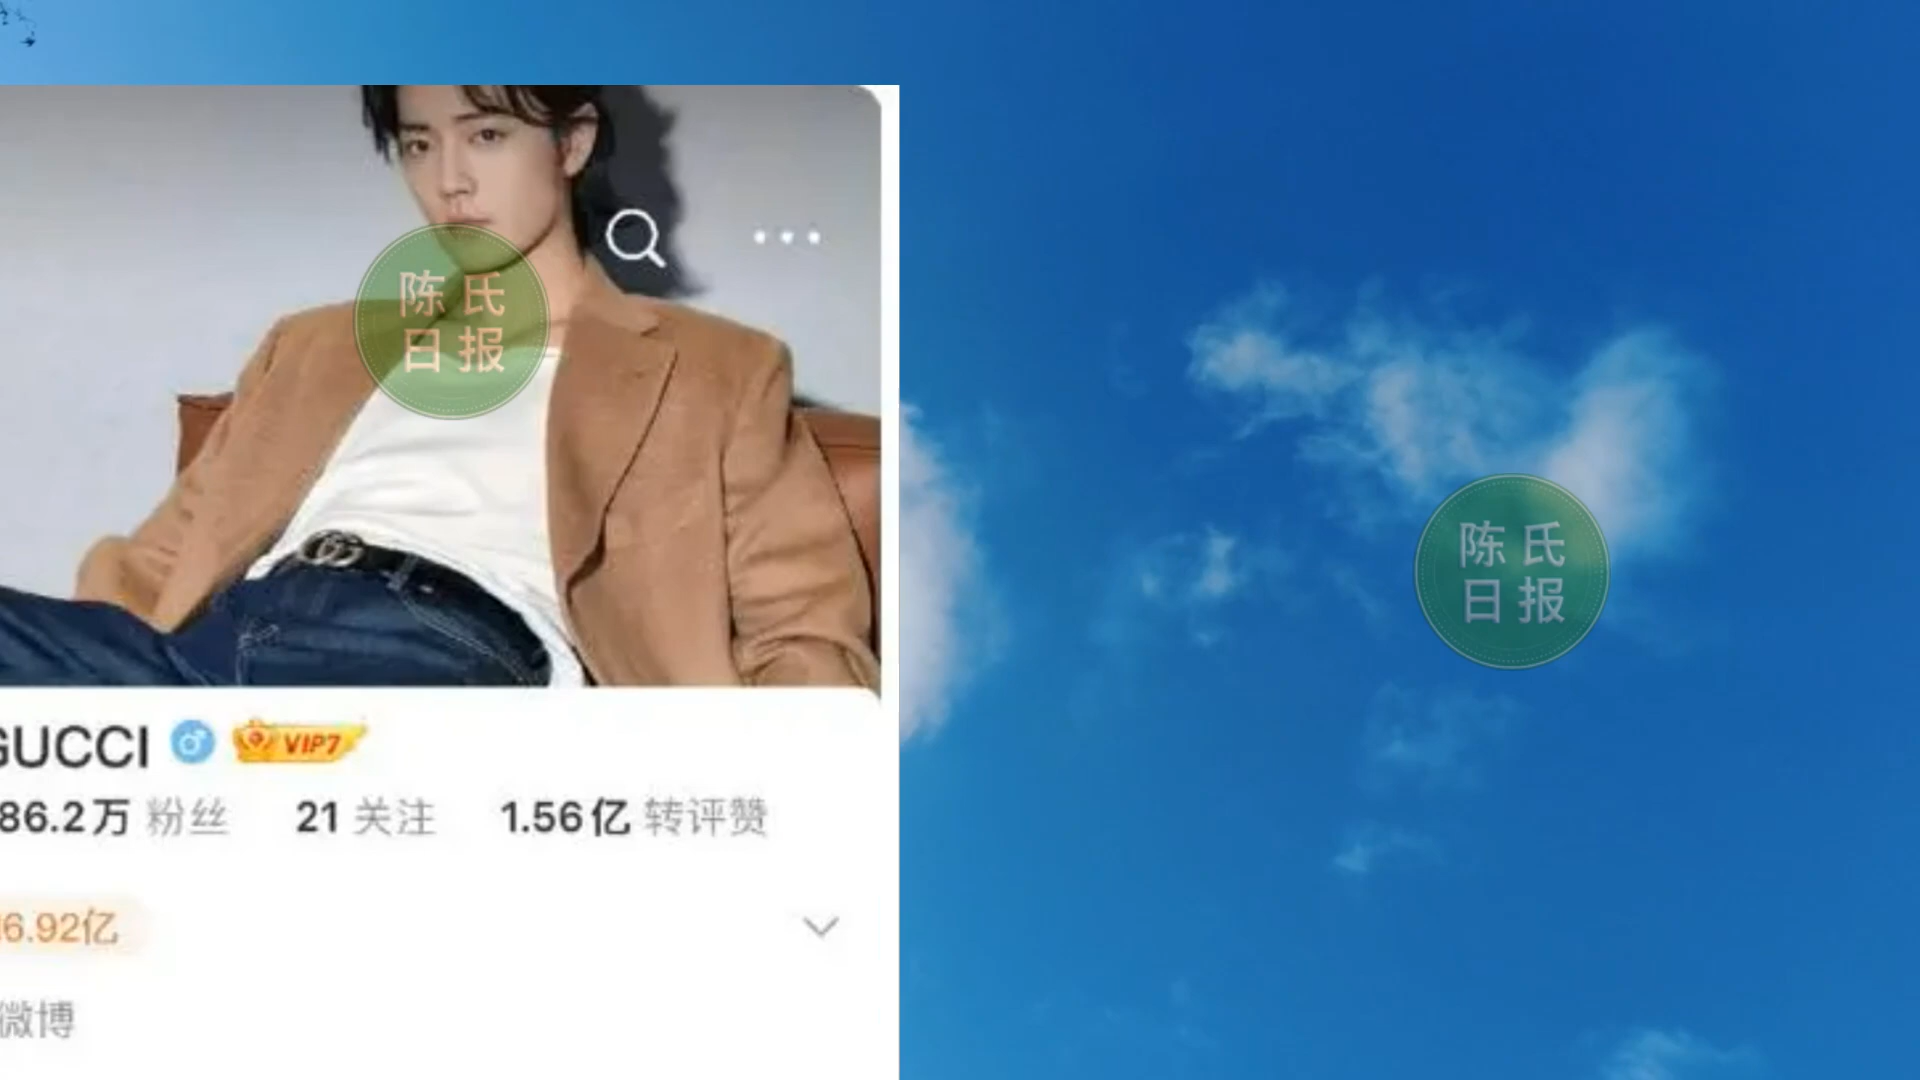 陈氏
日报
GUCCI VIP7
86.2万 粉丝 21 关注 1.56亿 转评赞
6.92亿
微博
陈氏
日报